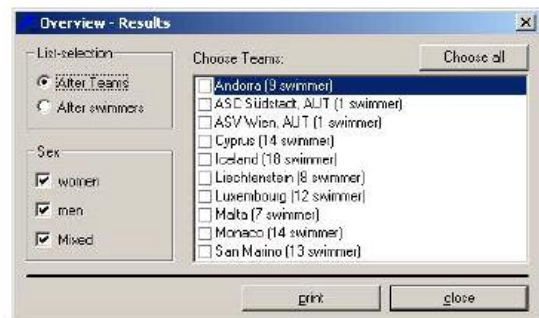 Overview - Results
List-selection
After Teams
After swimmers
Sex
women
men
Mixed
Choose Teams:
Choose all
Andorra (9 swimmer)
ASC Südstadt, AUT (1 swimmer)
ASV Wien, AUT (1 swimmer)
Cyprus (14 swimmer)
Iceland (18 swimmer)
Liechtenstein (8 swimmer)
Luxembourg (12 swimmer)
Malta (7 swimmer)
Monaco (14 swimmer)
San Marino (13 swimmer)
print
close